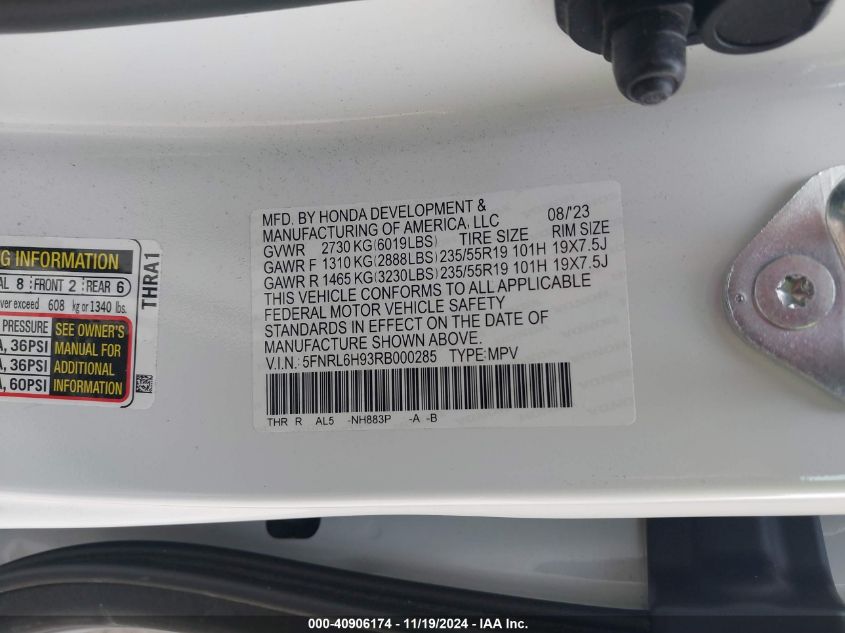 G INFORMATION
AL 8 FRONT 2 REAR 6
ver exceed 608 kg or 1340 lbs.
PRESSURE
A, 36PSI
A, 36PSI
A, 60PSI
SEE OWNER'S
MANUAL FOR
ADDITIONAL
INFORMATION
THRA1
MFD. BY HONDA DEVELOPMENT &
MANUFACTURING OF AMERICA, LLC 08/'23
GVWR 2730 KG (6019LBS) TIRE SIZE RIM SIZE
GAWR F 1310 KG (2888LBS) 235/55R19 101H 19X7.5J
GAWR R 1465 KG (3230LBS) 235/55R19 101H 19X7.5J
THIS VEHICLE CONFORMS TO ALL APPLICABLE
FEDERAL MOTOR VEHICLE SAFETY
STANDARDS IN EFFECT ON THE DATE OF
MANUFACTURE SHOWN ABOVE.
V.I.N.: 5FNRL6H93RB000285 TYPE: MPV
THR R AL5 -NH883P -A -B
000-40906174 - 11/19/2024 - IAA Inc.